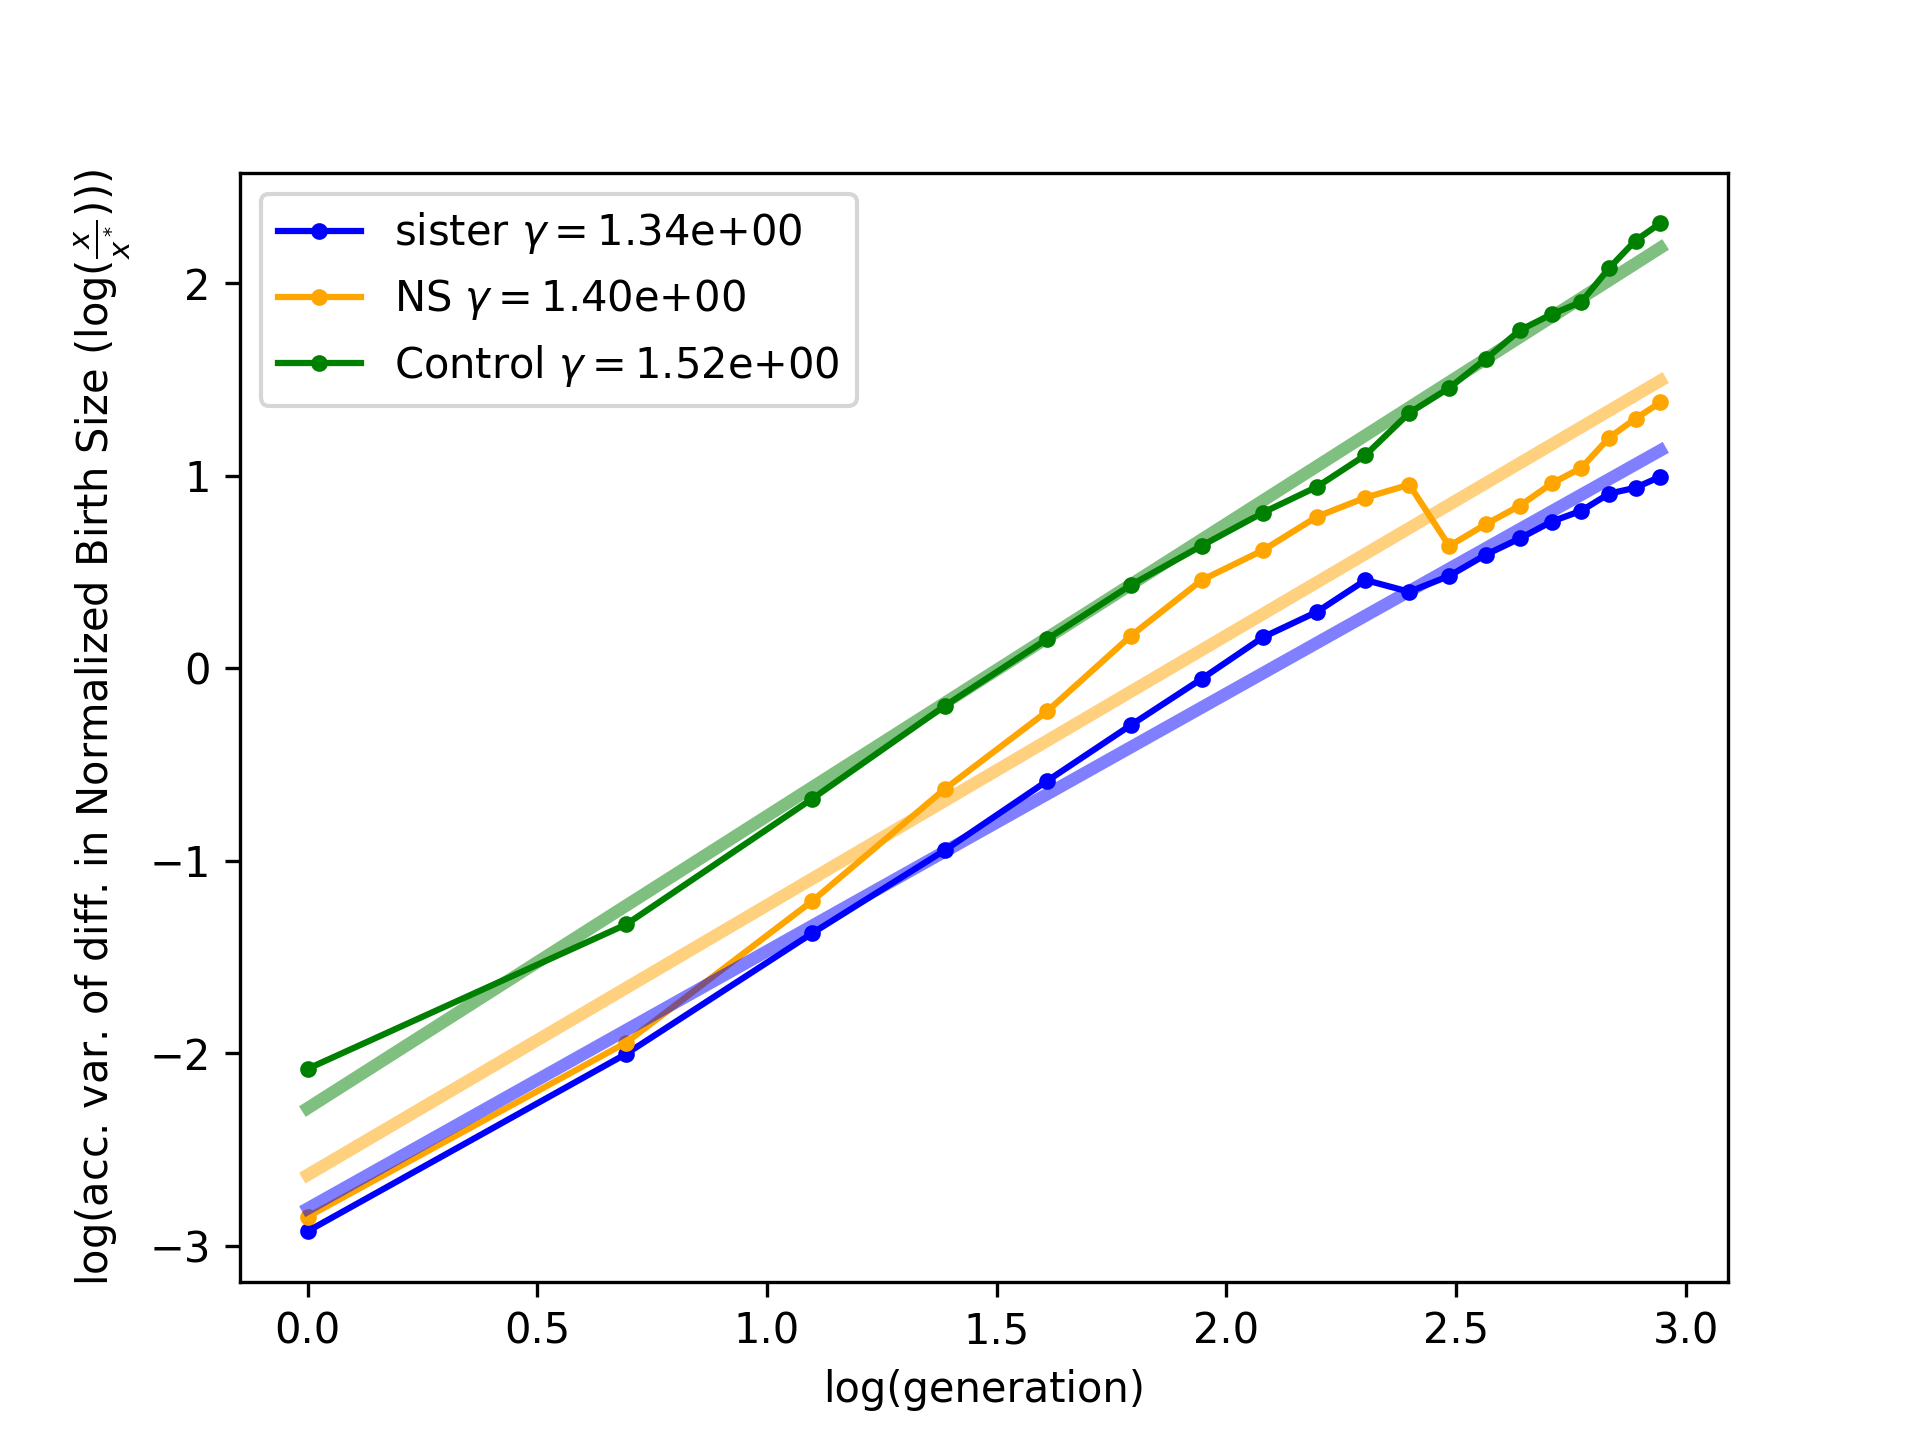 sister γ = 1.34e+00
NS γ = 1.40e+00
Control γ = 1.52e+00
log(acc. var. of diff. in Normalized Birth Size (log(x/x*)))
2
1
0
−1
−2
−3
0.0 0.5 1.0 1.5 2.0 2.5 3.0
log(generation)